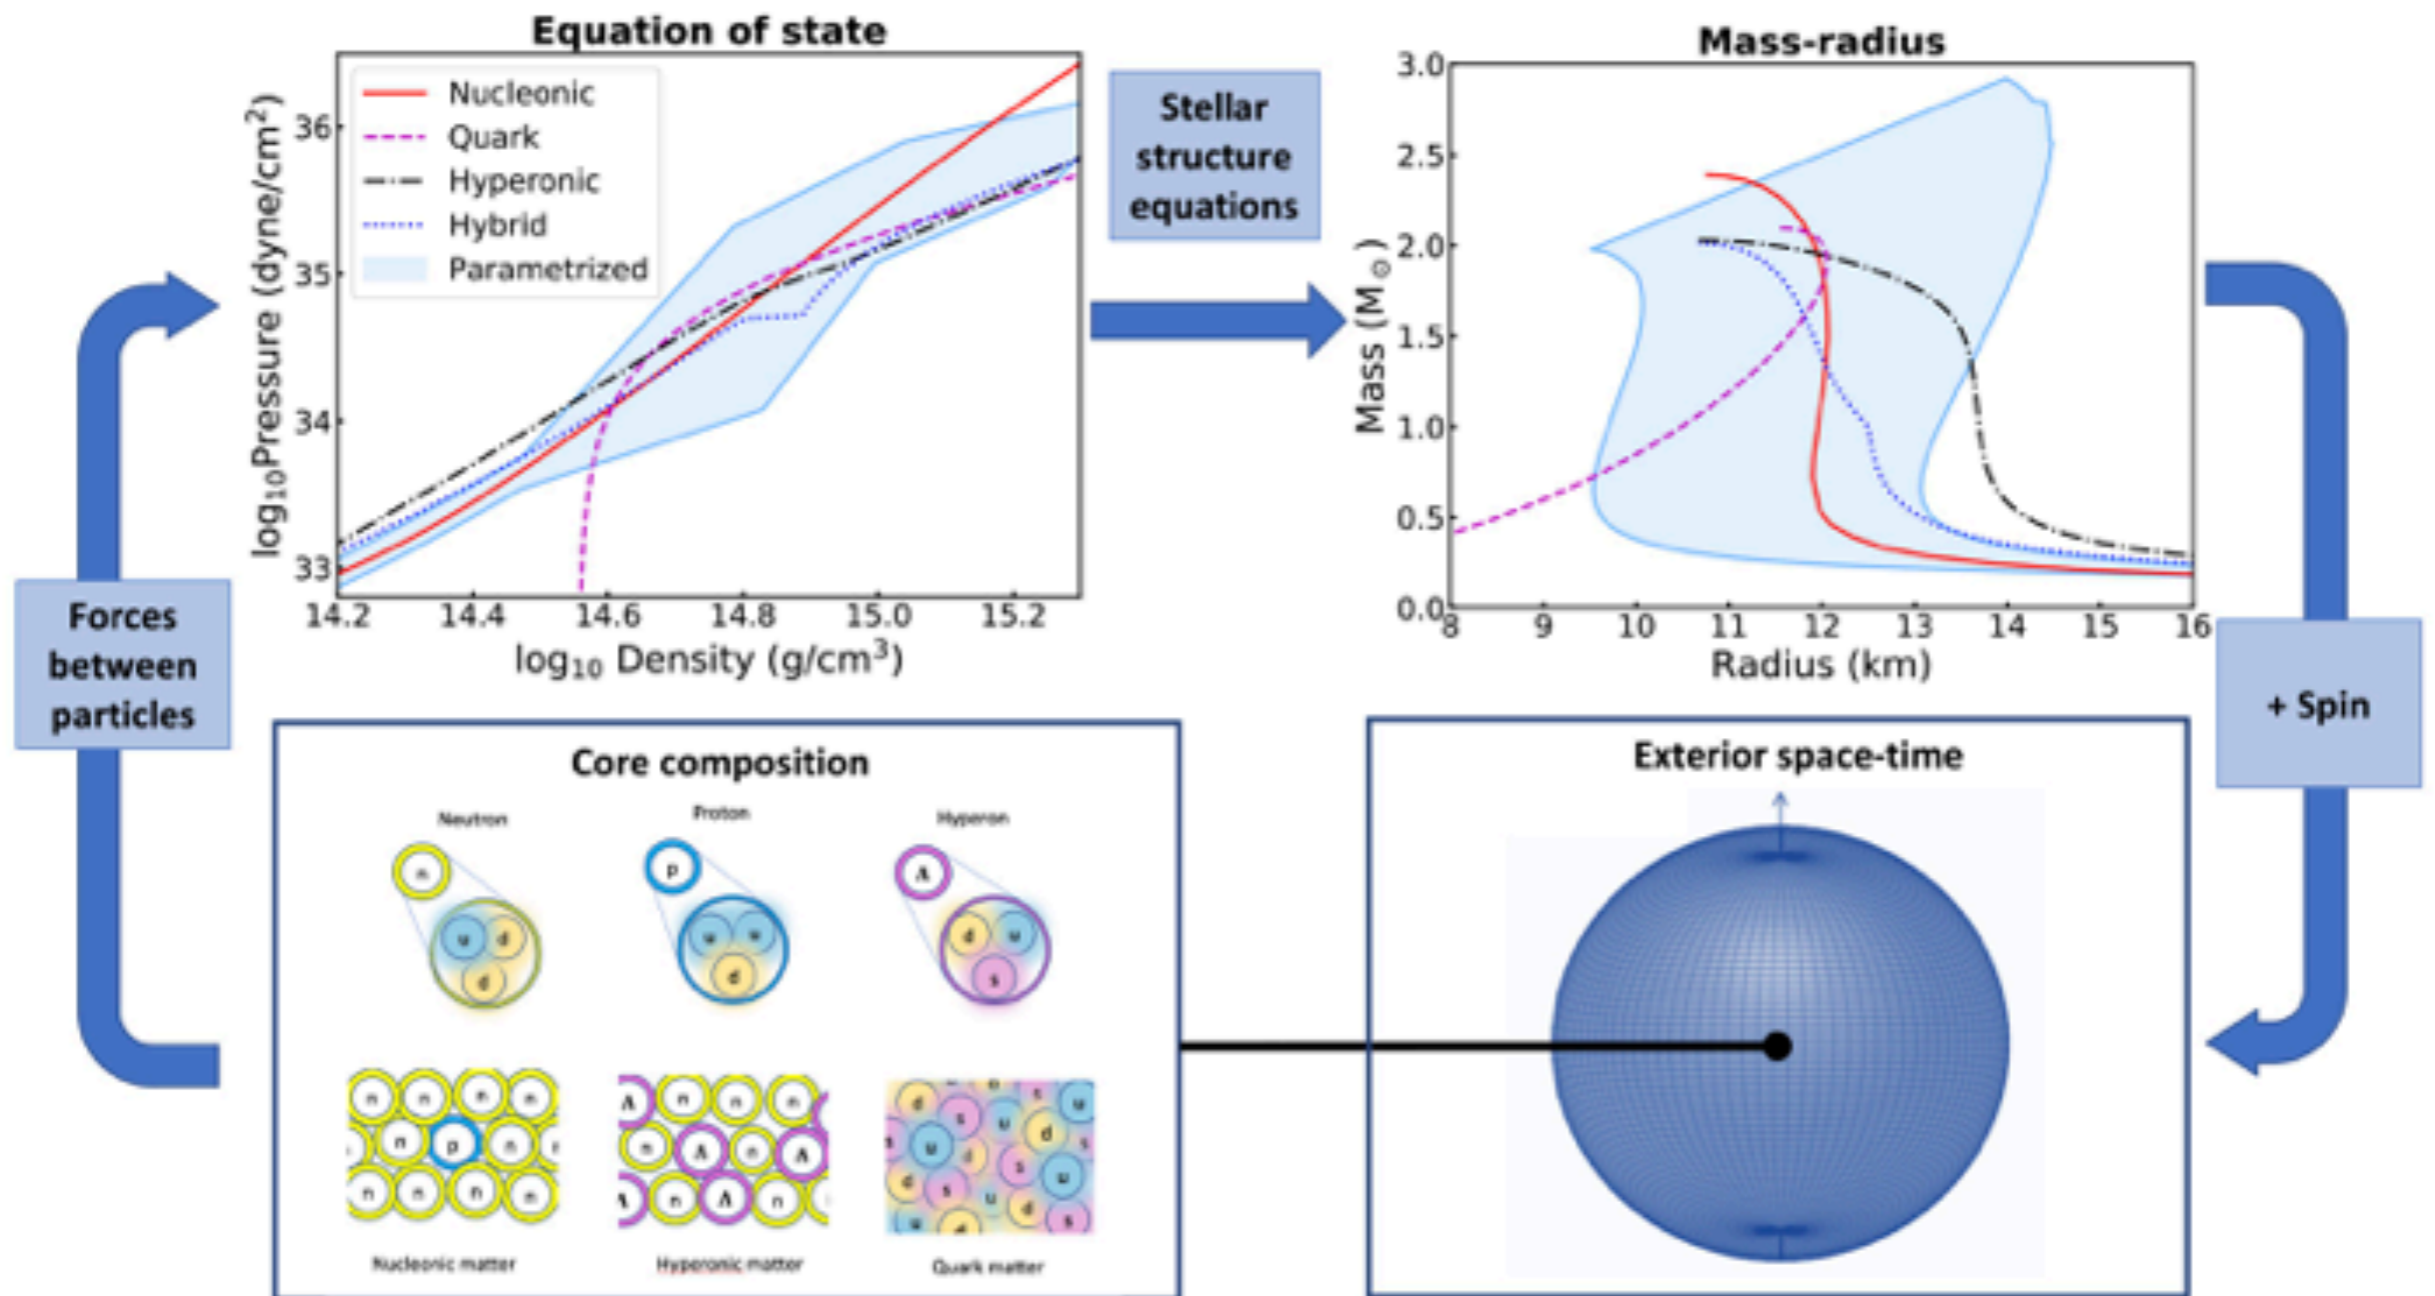 Equation of state
Nucleonic
Quark
Hyperonic
Hybrid
Parametrized
log₁₀Pressure (dyne/cm²)
36
35
34
33
14.2 14.4 14.6 14.8 15.0 15.2
log₁₀ Density (g/cm³)
Stellar
structure
equations
Mass-radius
Mass (M☉)
3.0
2.5
2.0
1.5
1.0
0.5
0.0
8 9 10 11 12 13 14 15 16
Radius (km)
Forces
between
particles
+ Spin
Core composition
Neutron Proton Hyperon
n p Λ
u d u u d u
d d s
Λ n n n
n n n n
n p n n Λ n Λ
n n n n Λ n Λ n
d s u u d s
u d s u
d s u d s
u d
Nucleonic matter Hyperonic matter Quark matter
Exterior space-time